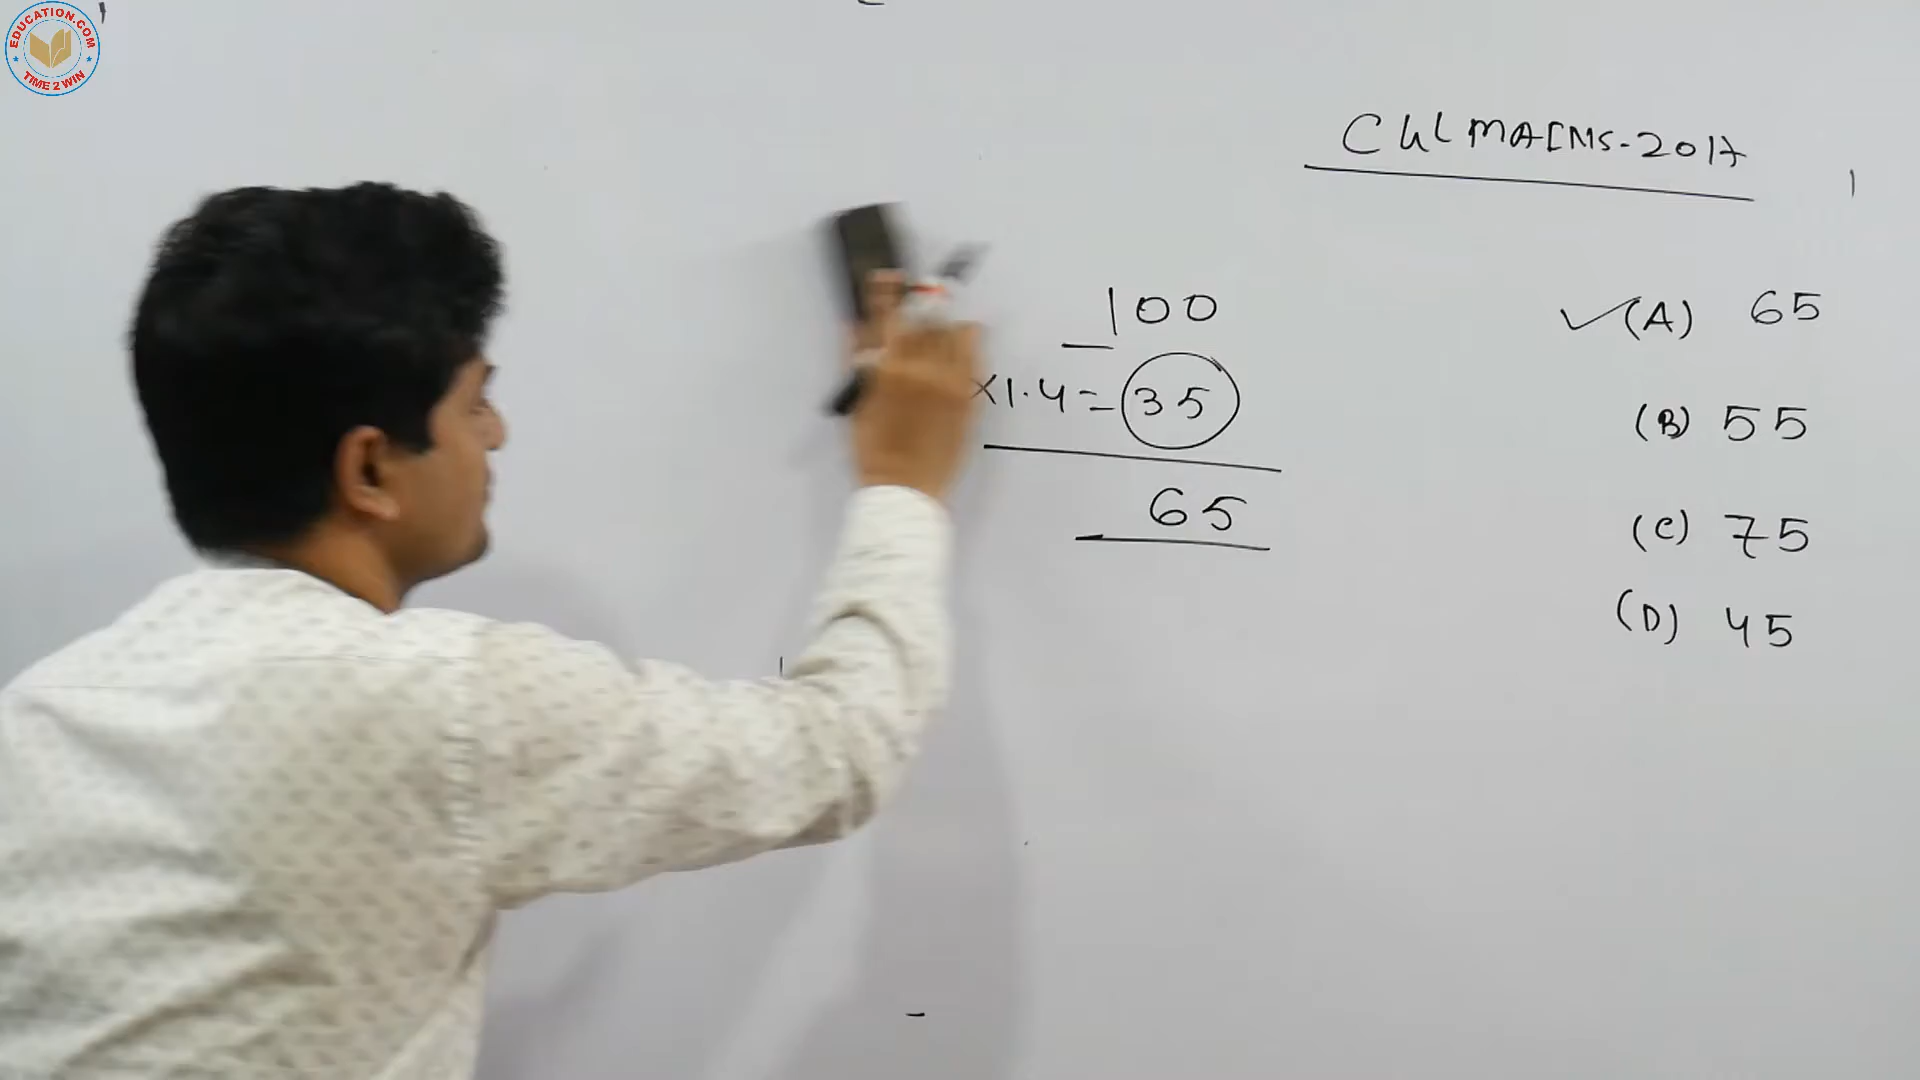 EDUCATION.COM
TIME 2 WIN
CHL MAINS-2017
100
×1.4=35
65
✓(A) 65
(B) 55
(C) 75
(D) 45